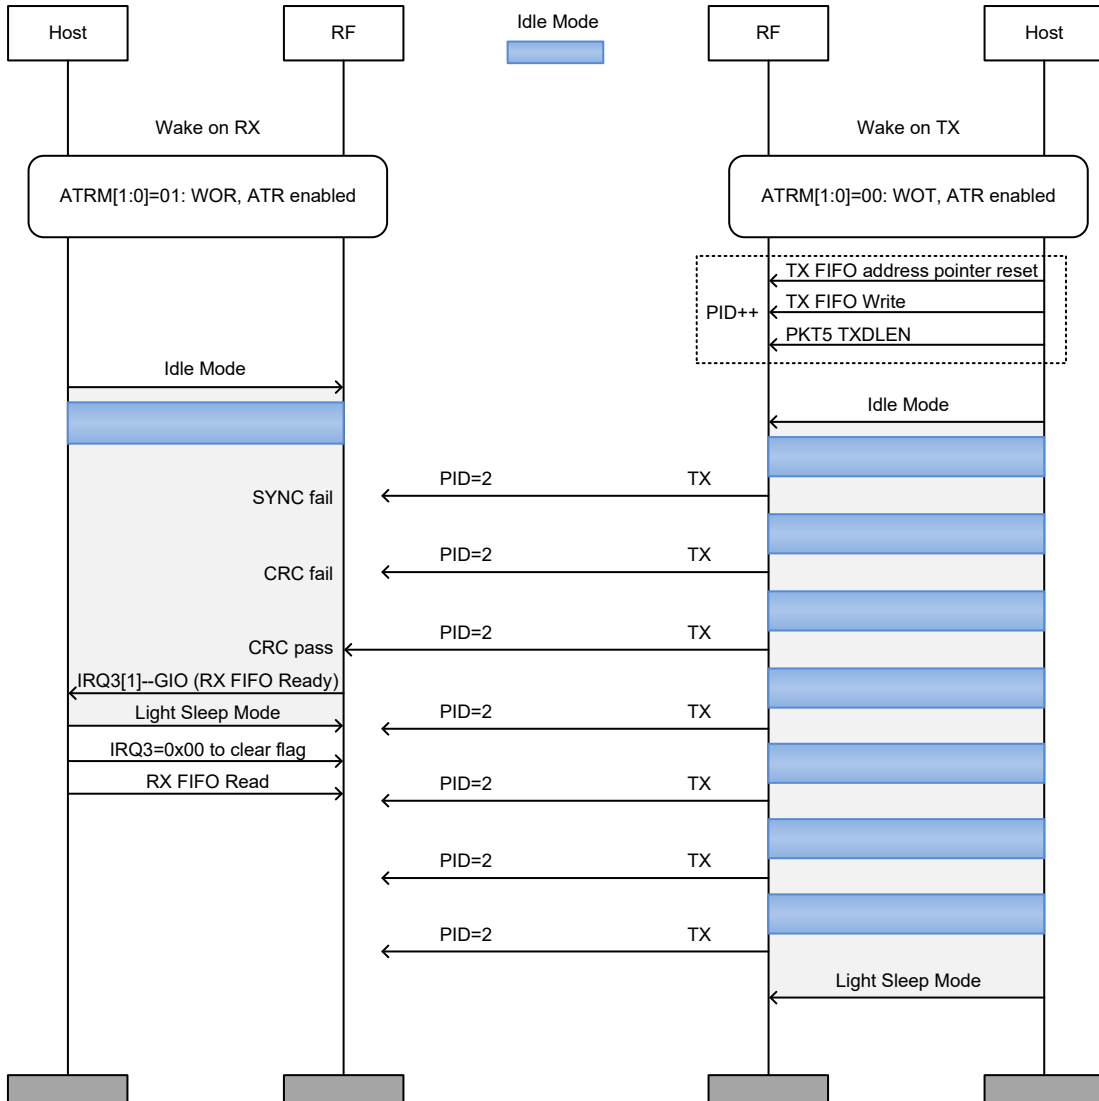 Host
RF
Idle Mode
RF
Host
Wake on RX
Wake on TX
ATRM[1:0]=01: WOR, ATR enabled
ATRM[1:0]=00: WOT, ATR enabled
TX FIFO address pointer reset
PID++
TX FIFO Write
PKT5 TXDLEN
Idle Mode
Idle Mode
SYNC fail
PID=2
TX
CRC fail
PID=2
TX
CRC pass
PID=2
TX
IRQ3[1]--GIO (RX FIFO Ready)
Light Sleep Mode
PID=2
TX
IRQ3=0x00 to clear flag
RX FIFO Read
PID=2
TX
PID=2
TX
PID=2
TX
Light Sleep Mode